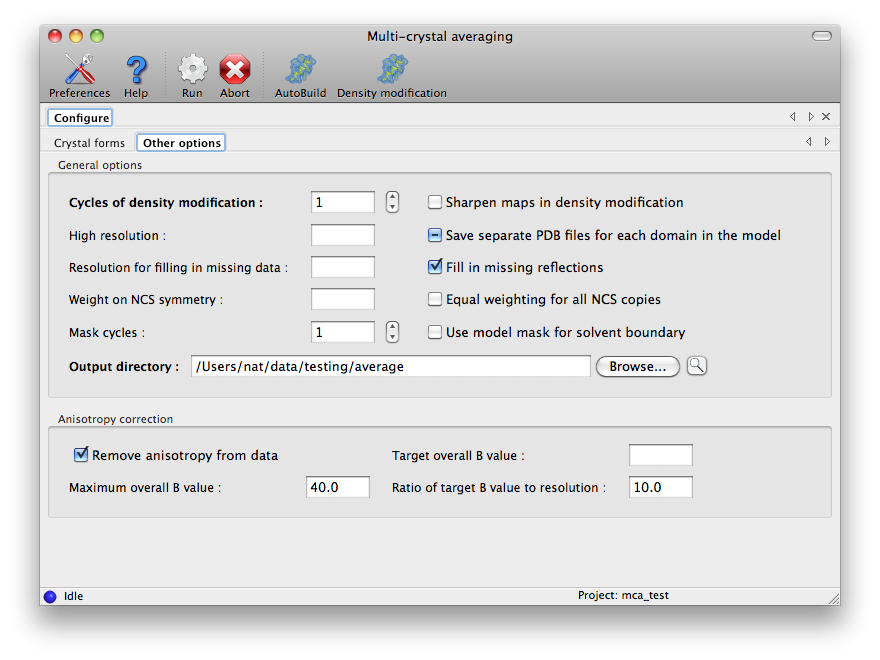 Multi-crystal averaging
Preferences Help Run Abort AutoBuild Density modification
Configure
Crystal forms Other options
General options
Cycles of density modification : 1 Sharpen maps in density modification
High resolution : Save separate PDB files for each domain in the model
Resolution for filling in missing data : Fill in missing reflections
Weight on NCS symmetry : Equal weighting for all NCS copies
Mask cycles : 1 Use model mask for solvent boundary
Output directory : /Users/nat/data/testing/average Browse...
Anisotropy correction
Remove anisotropy from data Target overall B value :
Maximum overall B value : 40.0 Ratio of target B value to resolution : 10.0
Idle Project: mca_test